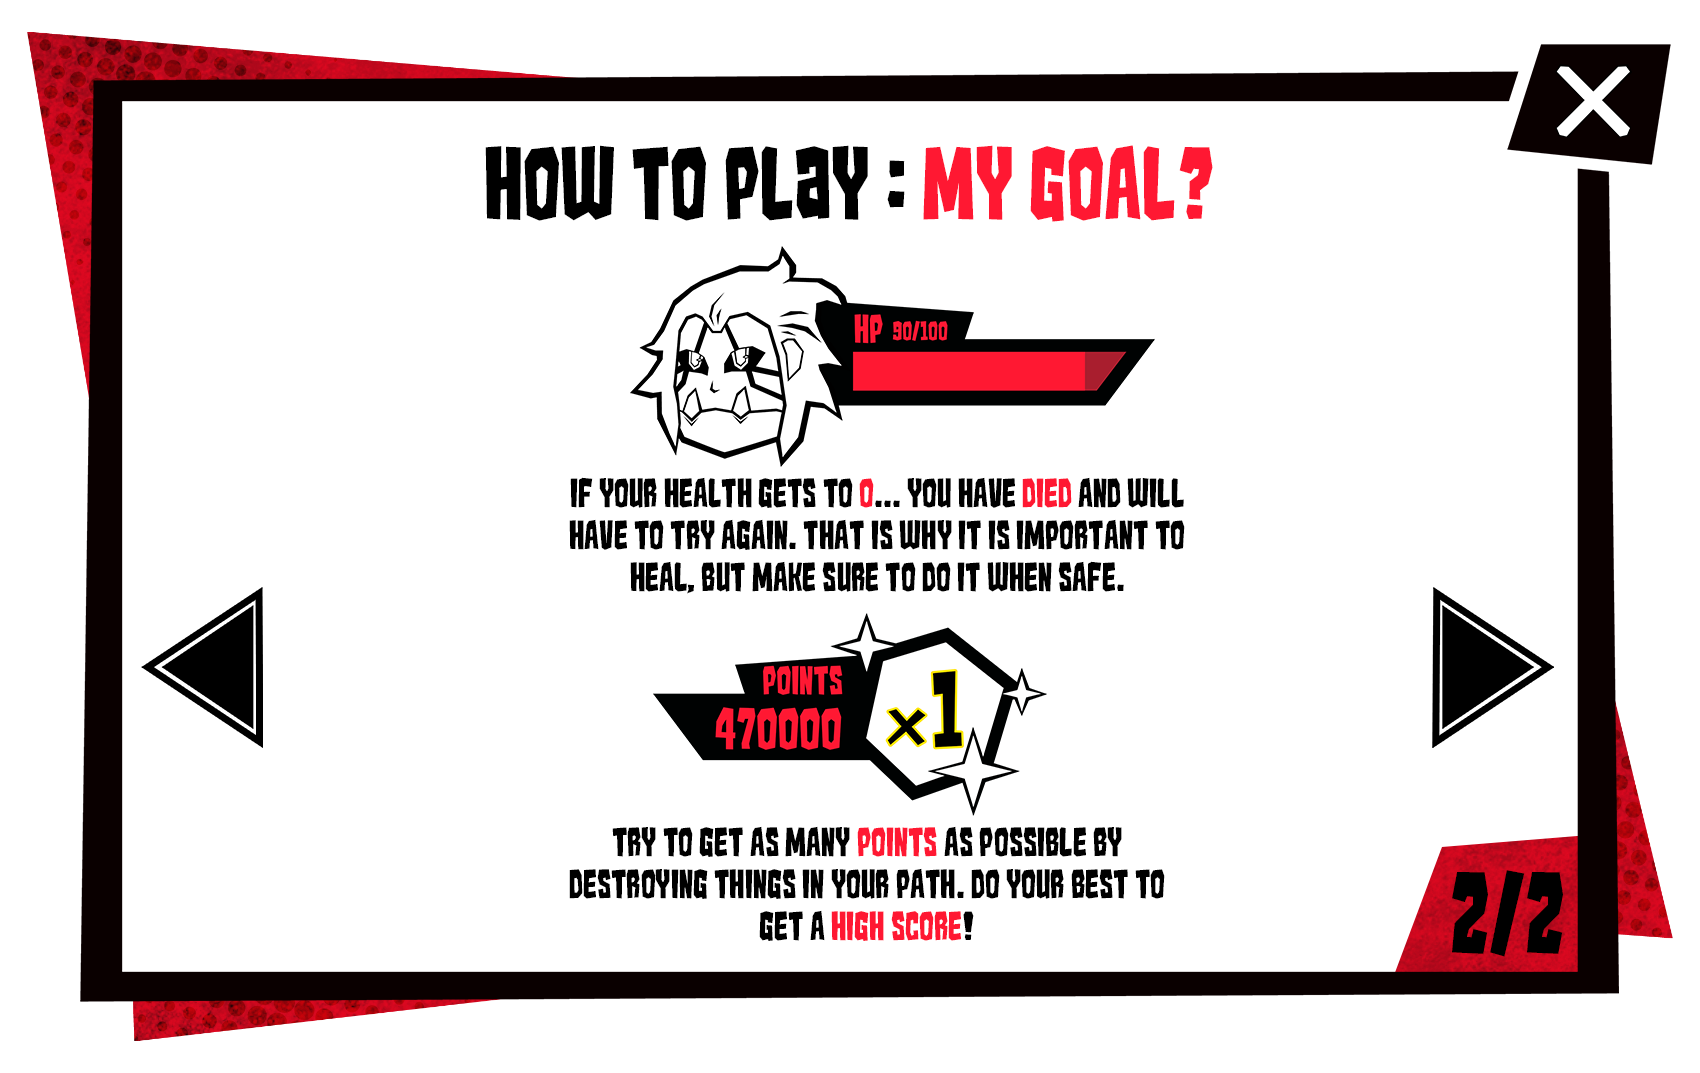 HOW TO PLAY : MY GOAL?
HP 90/100
IF YOUR HEALTH GETS TO 0... YOU HAVE DIED AND WILL
HAVE TO TRY AGAIN. THAT IS WHY IT IS IMPORTANT TO
HEAL, BUT MAKE SURE TO DO IT WHEN SAFE.
POINTS
470000
x1
TRY TO GET AS MANY POINTS AS POSSIBLE BY
DESTROYING THINGS IN YOUR PATH. DO YOUR BEST TO
GET A HIGH SCORE!
2/2